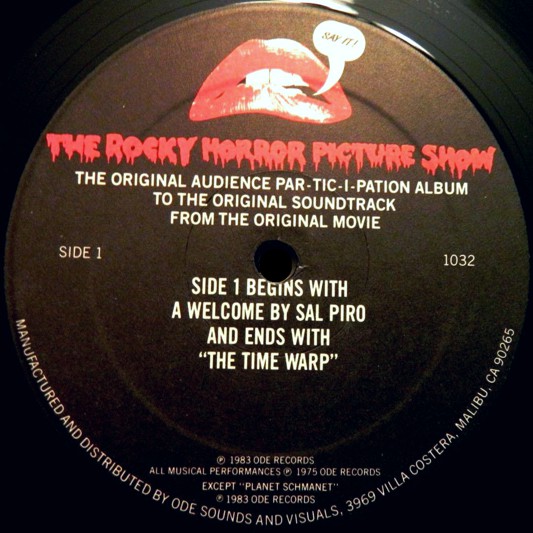 SAY IT!
THE ROCKY HORROR PICTURE SHOW
THE ORIGINAL AUDIENCE PAR-TIC-I-PATION ALBUM
TO THE ORIGINAL SOUNDTRACK
FROM THE ORIGINAL MOVIE
SIDE 1
1032
SIDE 1 BEGINS WITH
A WELCOME BY SAL PIRO
AND ENDS WITH
“THE TIME WARP”
℗ 1983 ODE RECORDS
ALL MUSICAL PERFORMANCES ℗ 1975 ODE RECORDS
EXCEPT "PLANET SCHMANET"
℗ 1983 ODE RECORDS
MANUFACTURED AND DISTRIBUTED BY ODE SOUNDS AND VISUALS, 3969 VILLA COSTERA, MALIBU, CA 90265